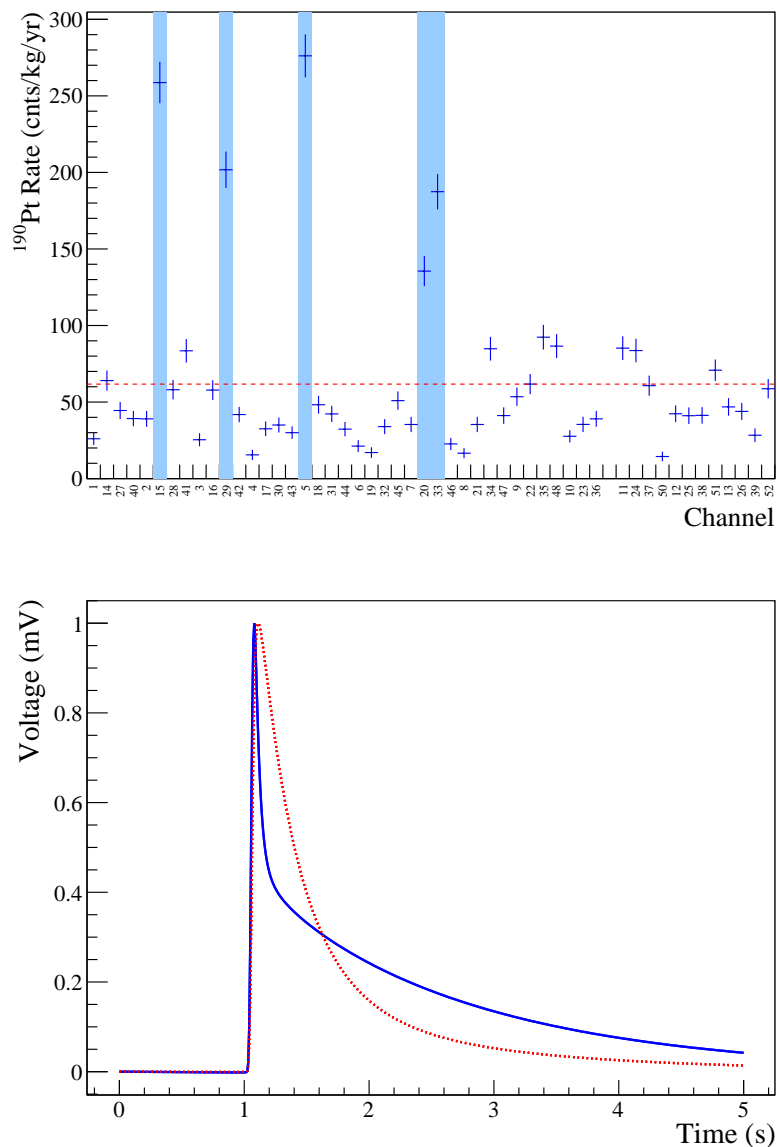 300
250
200
150
100
50
0
¹⁹⁰Pt Rate (cnts/kg/yr)
1 14 27 40 2 15 28 41 3 16 29 42 4 17 30 43 5 18 31 44 6 19 32 45 7 20 33 46 8 21 34 47 9 22 35 48 10 23 36 11 24 37 50 12 25 38 51 13 26 39 52
Channel
1
0.8
0.6
0.4
0.2
0
Voltage (mV)
0 1 2 3 4 5
Time (s)